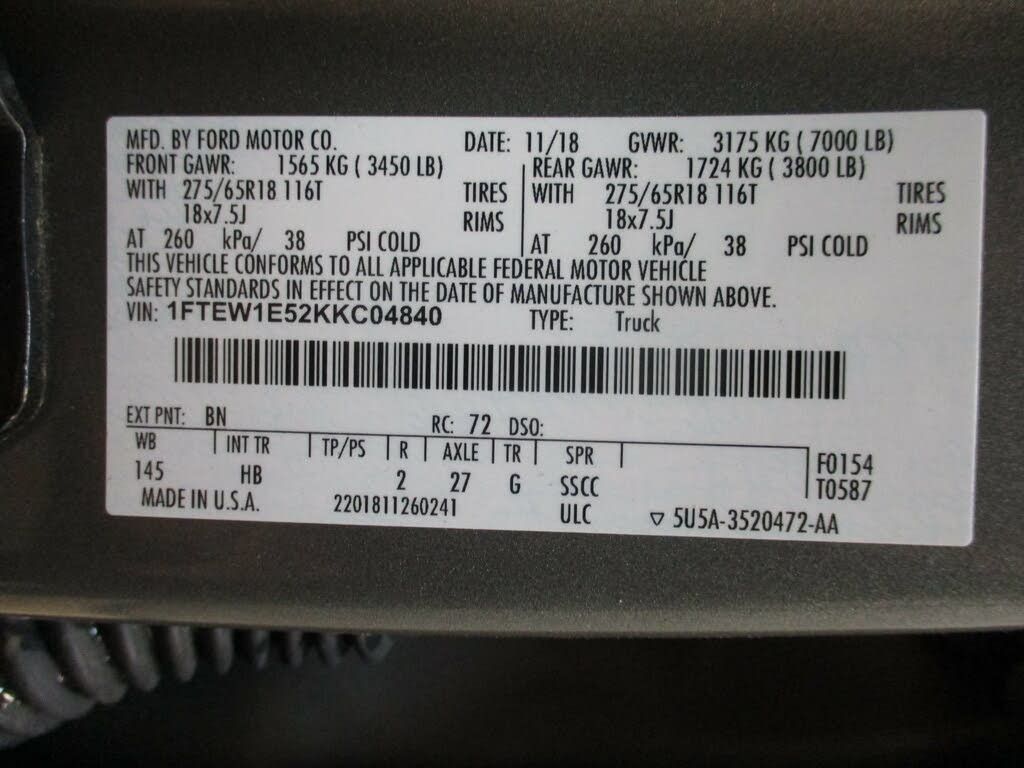 MFD. BY FORD MOTOR CO. DATE: 11/18 GVWR: 3175 KG ( 7000 LB)
FRONT GAWR: 1565 KG ( 3450 LB) REAR GAWR: 1724 KG ( 3800 LB)
WITH 275/65R18 116T TIRES WITH 275/65R18 116T TIRES
18x7.5J RIMS 18x7.5J RIMS
AT 260 kPa/ 38 PSI COLD AT 260 kPa/ 38 PSI COLD
THIS VEHICLE CONFORMS TO ALL APPLICABLE FEDERAL MOTOR VEHICLE
SAFETY STANDARDS IN EFFECT ON THE DATE OF MANUFACTURE SHOWN ABOVE.
VIN: 1FTEW1E52KKC04840 TYPE: Truck
EXT PNT: BN RC: 72 DSO:
WB INT TR TP/PS R AXLE TR SPR F0154
145 HB 2 27 G SSCC T0587
MADE IN U.S.A. 2201811260241 ULC ▽ 5U5A-3520472-AA